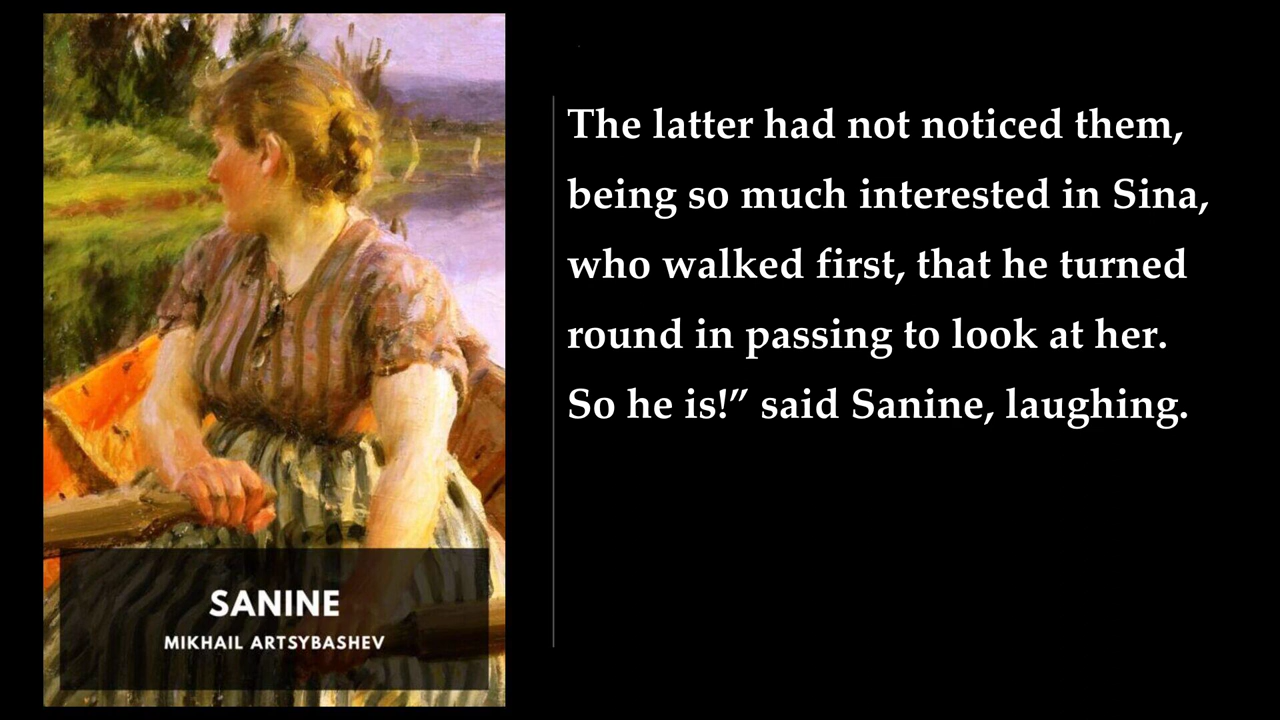 The latter had not noticed them,
being so much interested in Sina,
who walked first, that he turned
round in passing to look at her.
So he is!” said Sanine, laughing.
SANINE
MIKHAIL ARTSYBASHEV